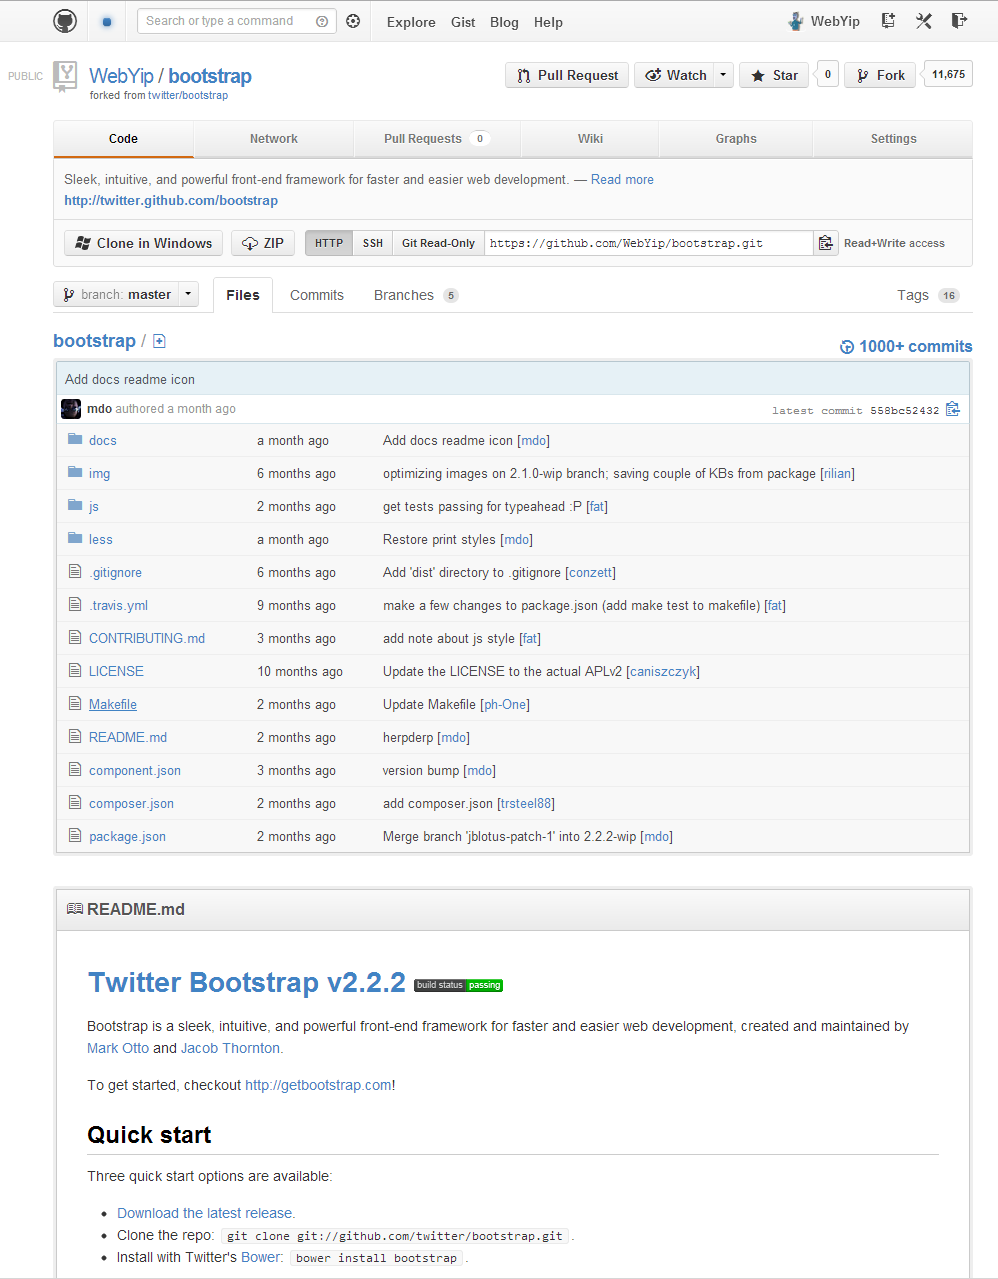 Search or type a command
Explore Gist Blog Help
WebYip
PUBLIC
WebYip / bootstrap
forked from twitter/bootstrap
Pull Request Watch Star 0 Fork 11,675
Code Network Pull Requests 0 Wiki Graphs Settings
Sleek, intuitive, and powerful front-end framework for faster and easier web development. — Read more
http://twitter.github.com/bootstrap
Clone in Windows ZIP HTTP SSH Git Read-Only https://github.com/WebYip/bootstrap.git Read+Write access
branch: master Files Commits Branches 5 Tags 16
bootstrap /
1000+ commits
Add docs readme icon
mdo authored a month ago latest commit 558bc52432
docs a month ago Add docs readme icon [mdo]
img 6 months ago optimizing images on 2.1.0-wip branch; saving couple of KBs from package [rilian]
js 2 months ago get tests passing for typeahead :P [fat]
less a month ago Restore print styles [mdo]
.gitignore 6 months ago Add 'dist' directory to .gitignore [conzett]
.travis.yml 9 months ago make a few changes to package.json (add make test to makefile) [fat]
CONTRIBUTING.md 3 months ago add note about js style [fat]
LICENSE 10 months ago Update the LICENSE to the actual APLv2 [caniszczyk]
Makefile 2 months ago Update Makefile [ph-One]
README.md 2 months ago herpderp [mdo]
component.json 3 months ago version bump [mdo]
composer.json 2 months ago add composer.json [trsteel88]
package.json 2 months ago Merge branch 'jblotus-patch-1' into 2.2.2-wip [mdo]
README.md
Twitter Bootstrap v2.2.2 build status passing
Bootstrap is a sleek, intuitive, and powerful front-end framework for faster and easier web development, created and maintained by
Mark Otto and Jacob Thornton.
To get started, checkout http://getbootstrap.com!
Quick start
Three quick start options are available:
• Download the latest release.
• Clone the repo: git clone git://github.com/twitter/bootstrap.git .
• Install with Twitter's Bower: bower install bootstrap .